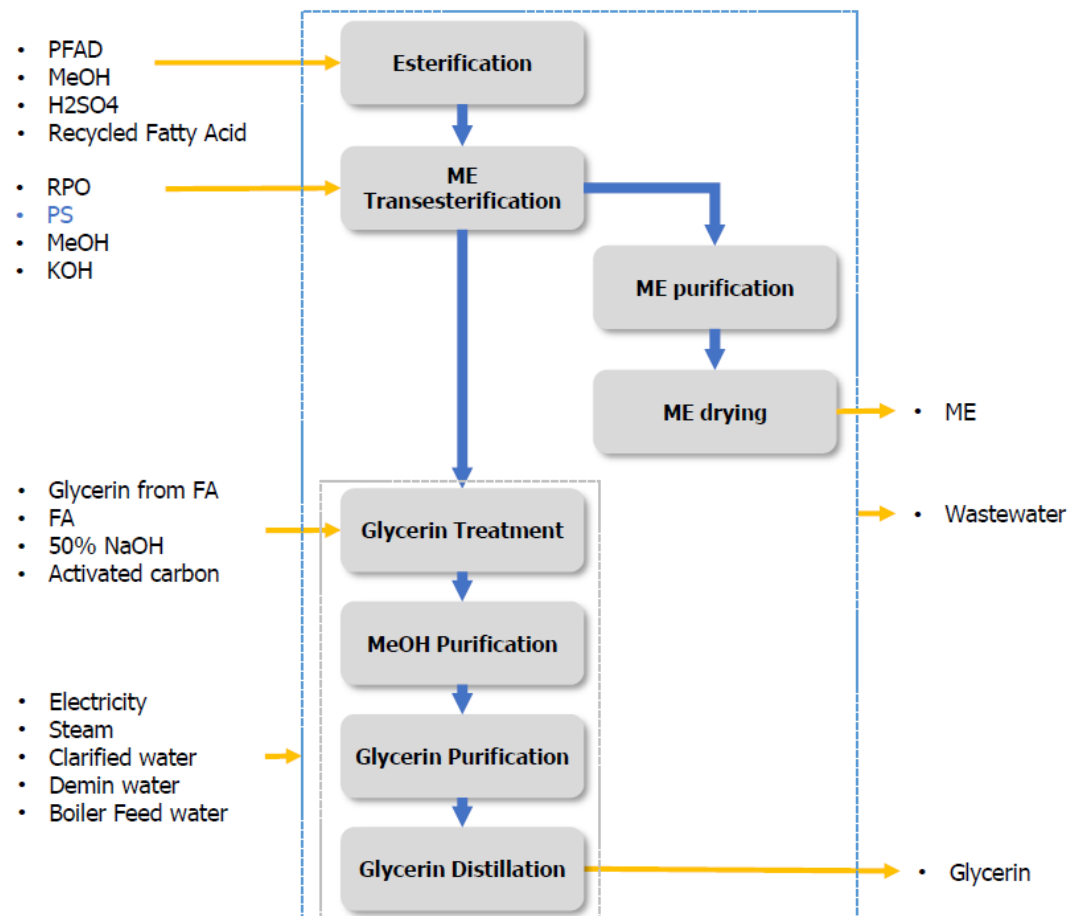 • PFAD
• MeOH
• H2SO4
• Recycled Fatty Acid
Esterification
• RPO
• PS
• MeOH
• KOH
ME
Transesterification
ME purification
ME drying
• ME
• Glycerin from FA
• FA
• 50% NaOH
• Activated carbon
Glycerin Treatment
• Wastewater
MeOH Purification
• Electricity
• Steam
• Clarified water
• Demin water
• Boiler Feed water
Glycerin Purification
Glycerin Distillation
• Glycerin